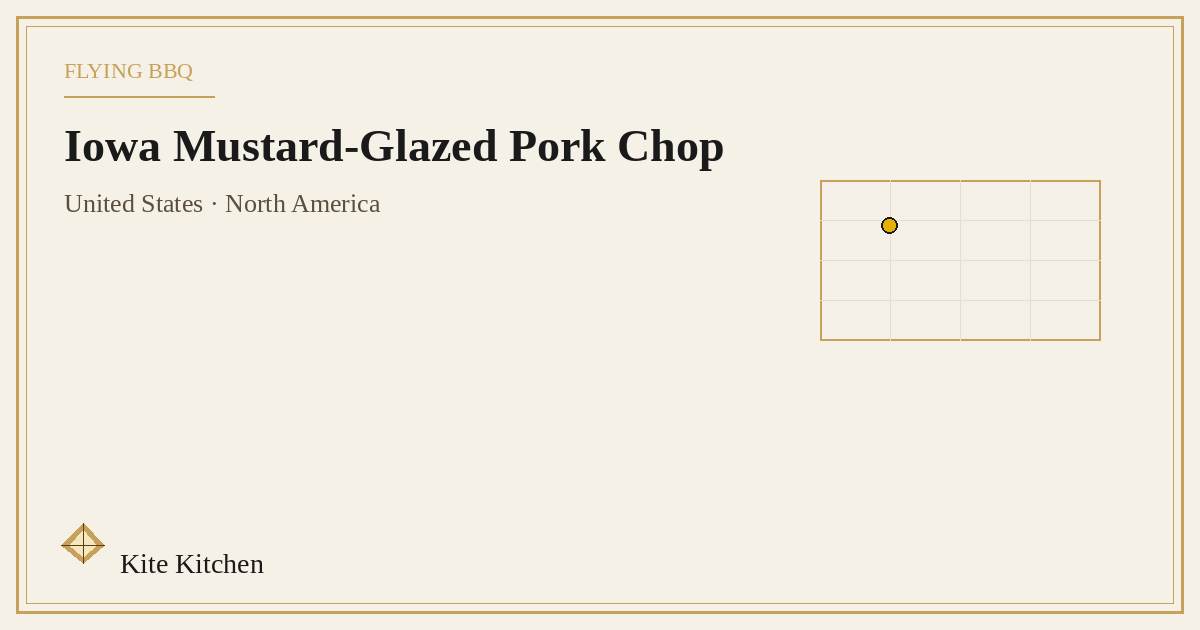 FLYING BBQ
Iowa Mustard-Glazed Pork Chop
United States · North America
Kite Kitchen